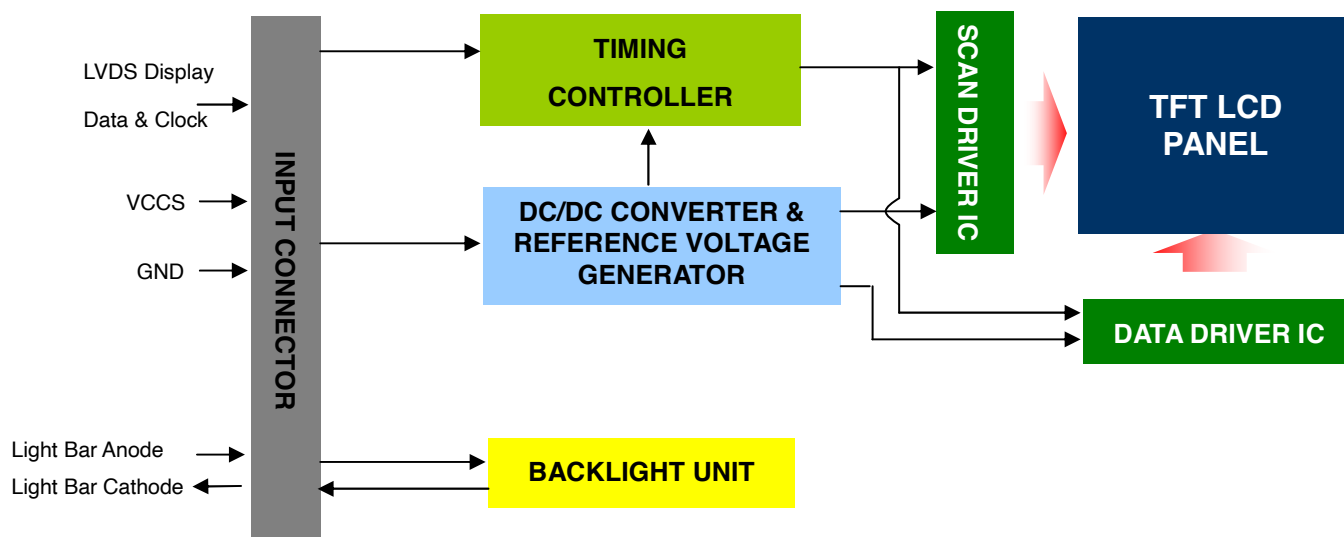 LVDS Display
Data & Clock
VCCS
GND
Light Bar Anode
Light Bar Cathode
INPUT CONNECTOR
TIMING
CONTROLLER
DC/DC CONVERTER &
REFERENCE VOLTAGE
GENERATOR
BACKLIGHT UNIT
SCAN DRIVER IC
TFT LCD
PANEL
DATA DRIVER IC